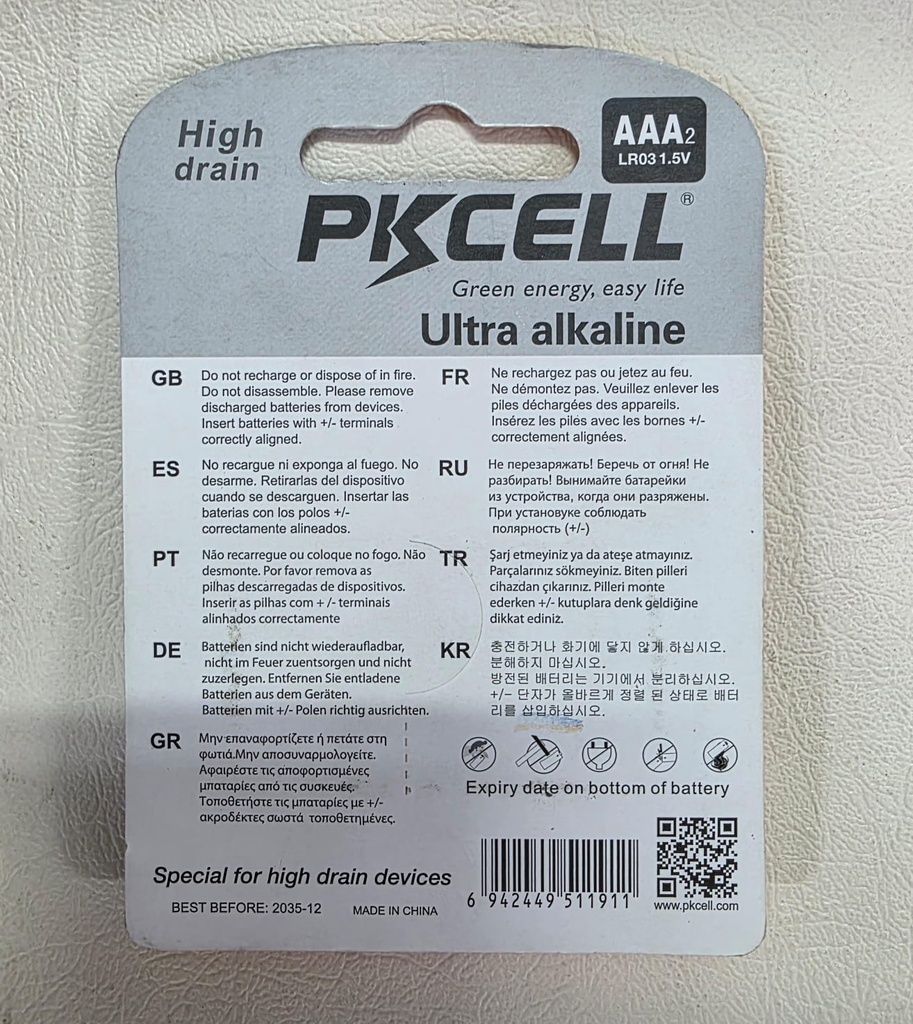 High
drain
AAA2
LR03 1.5V
PKCELL®
Green energy, easy life
Ultra alkaline
GB
Do not recharge or dispose of in fire.
Do not disassemble. Please remove
discharged batteries from devices.
Insert batteries with +/- terminals
correctly aligned.
FR
Ne rechargez pas ou jetez au feu.
Ne démontez pas. Veuillez enlever les
piles déchargées des appareils.
Insérez les piles avec les bornes +/-
correctement alignées.
ES
No recargue ni exponga al fuego. No
desarme. Retirarlas del dispositivo
cuando se descarguen. Insertar las
baterias con los polos +/-
correctamente alineados.
RU
Не перезаряжать! Беречь от огня! Не
разбирать! Вынимайте батарейки
из устройства, когда они разряжены.
При установуке соблюдать
полярность (+/-)
PT
Não recarregue ou coloque no fogo. Não
desmonte. Por favor remova as
pilhas descarregadas de dispositivos.
Inserir as pilhas com + /- terminais
alinhados correctamente
TR
Şarj etmeyiniz ya da ateşe atmayınız.
Parçalarınız sökmeyiniz. Biten pilleri
cihazdan çıkarınız. Pilleri monte
ederken +/- kutuplara denk geldiğine
dikkat ediniz.
DE
Batterien sind nicht wiederaufladbar,
nicht im Feuer zuentsorgen und nicht
zuzerlegen. Entfernen Sie entladene
Batterien aus dem Geräten.
Batterien mit +/- Polen richtig ausrichten.
KR
충전하거나 화기에 닿지 않게 하십시오.
분해하지 마십시오.
방전된 배터리는 기기에서 분리하십시오.
+/- 단자가 올바르게 정렬 된 상태로 배터
리를 삽입하십시오.
GR
Μην επαναφορτίζετε ή πετάτε στη
φωτιά.Μην αποσυναρμολογείτε.
Αφαιρέστε τις αποφορτισμένες
μπαταρίες από τις συσκευές.
Τοποθετήστε τις μπαταρίες με +/-
ακροδέκτες σωστά τοποθετημένες.
Expiry date on bottom of battery
Special for high drain devices
BEST BEFORE: 2035-12
MADE IN CHINA
6 942449 511911
www.pkcell.com